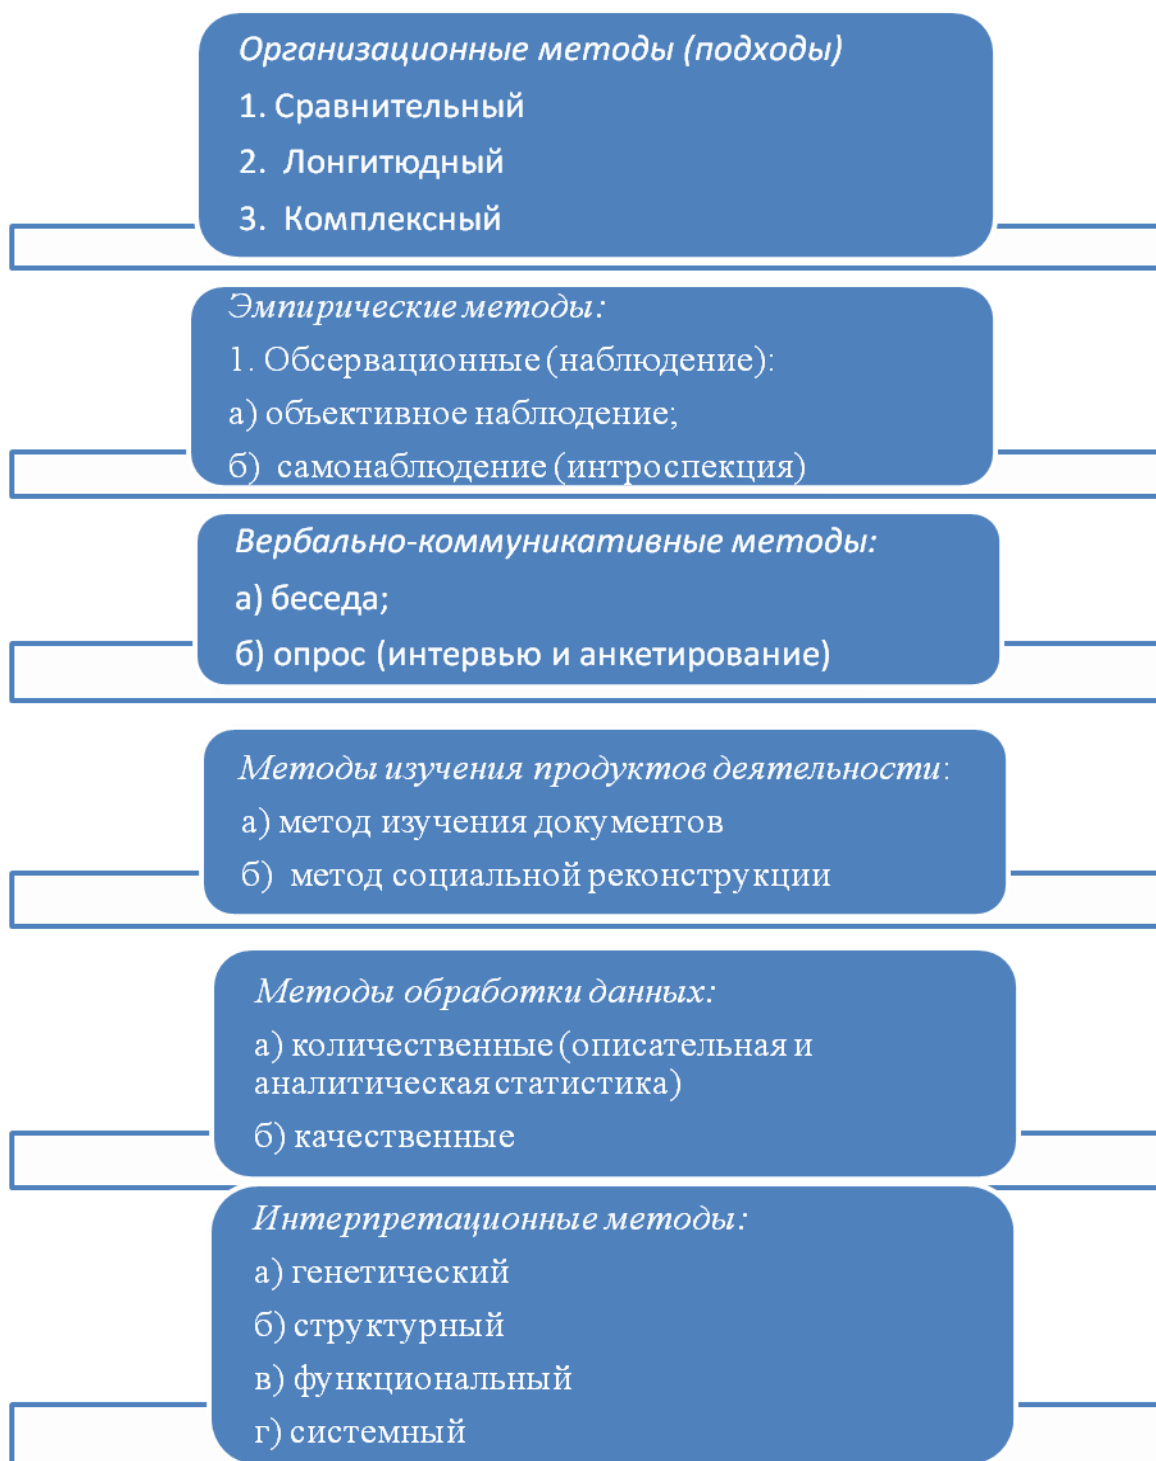 Организационные методы (подходы)
1. Сравнительный
2. Лонгитюдный
3. Комплексный
Эмпирические методы:
1. Обсервационные (наблюдение):
а) объективное наблюдение;
б) самонаблюдение (интроспекция)
Вербально-коммуникативные методы:
а) беседа;
б) опрос (интервью и анкетирование)
Методы изучения продуктов деятельности:
а) метод изучения документов
б) метод социальной реконструкции
Методы обработки данных:
а) количественные (описательная и
аналитическая статистика)
б) качественные
Интерпретационные методы:
а) генетический
б) структурный
в) функциональный
г) системный